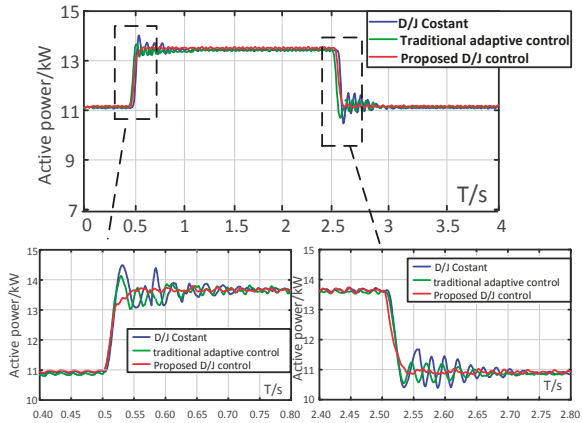 Active power/kW
15
13
11
9
7
D/J Costant
Traditional adaptive control
Proposed D/J control
T/s
0 0.5 1 1.5 2 2.5 3 3.5 4
Active power/kW
15
14
13
12
11
10
D/J Costant
traditional adaptive control
Proposed D/J control
T/s
0.40 0.45 0.5 0.55 0.60 0.65 0.70 0.75 0.80
Active power/kW
15
14
13
12
11
10
D/J Costant
traditional adaptive control
Proposed D/J control
T/s
2.40 2.45 2.50 2.55 2.60 2.65 2.70 2.75 2.80